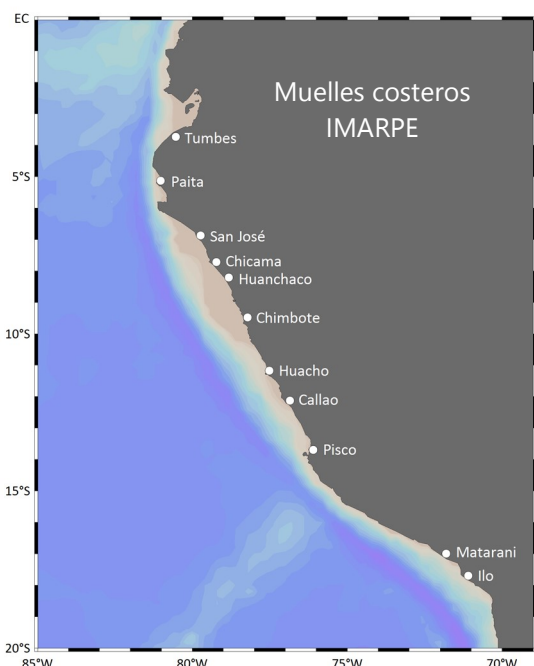 EC
Muelles costeros
IMARPE
Tumbes
5°S
Paita
San José
Chicama
Huanchaco
Chimbote
10°S
Huacho
Callao
Pisco
15°S
Matarani
Ilo
20°S
85°W
80°W
75°W
70°W